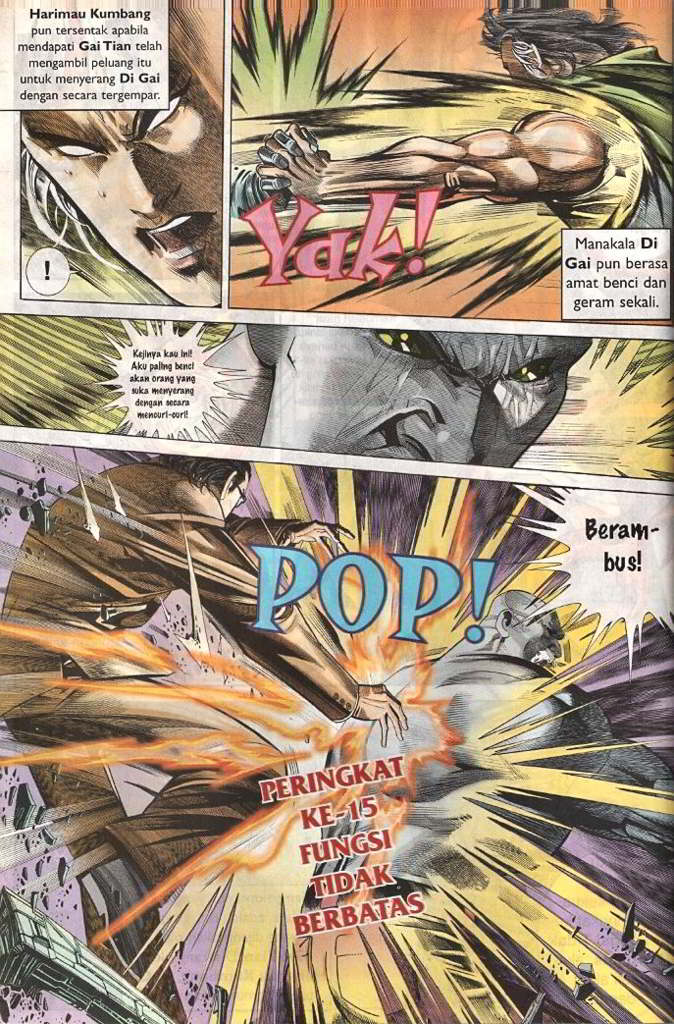 Harimau Kumbang
pun tersentak apabila
mendapati Gai Tian telah
mengambil peluang itu
untuk menyerang Di Gai
dengan secara tergempar.
!
Yak!
Manakala Di
Gai pun berasa
amat benci dan
geram sekali.
Kejinya kau ini!
Aku paling benci
akan orang yang
suka menyerang
dengan secara
mencuri-curi!
Beram-
bus!
POP!
PERINGKAT
KE-15
FUNGSI
TIDAK
BERBATAS